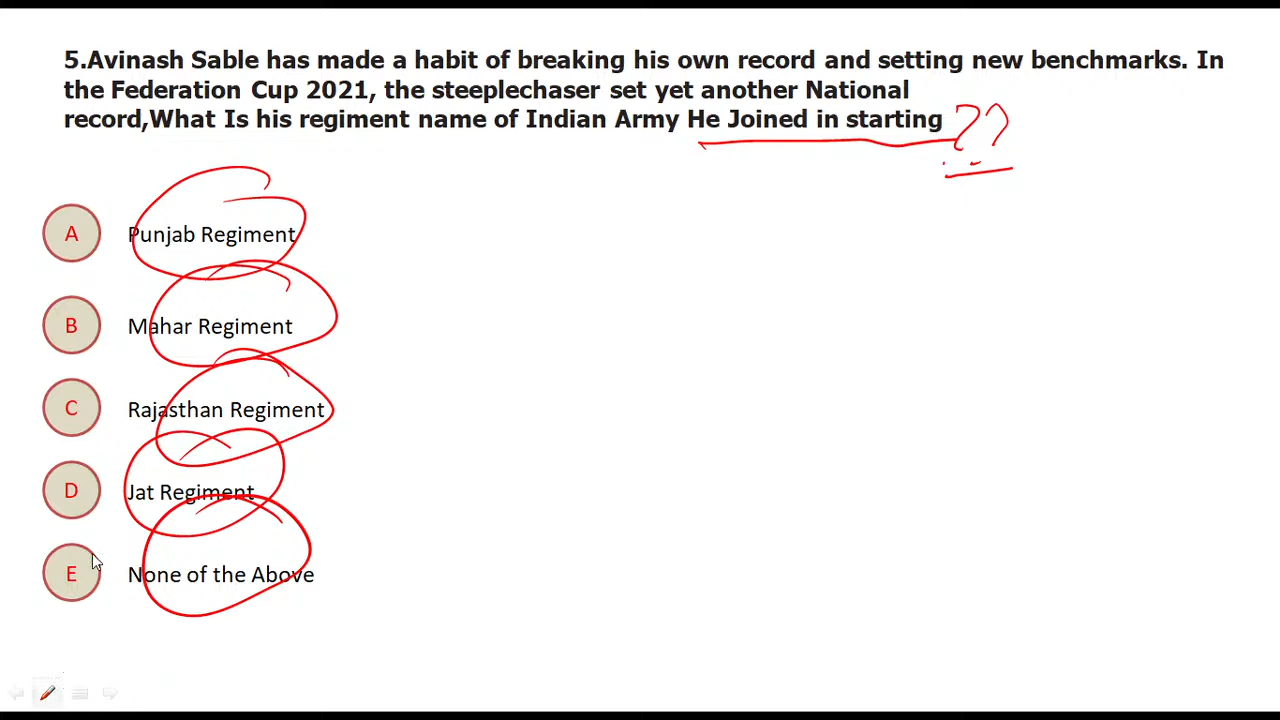 5.Avinash Sable has made a habit of breaking his own record and setting new benchmarks. In
the Federation Cup 2021, the steeplechaser set yet another National
record,What Is his regiment name of Indian Army He Joined in starting ??
A Punjab Regiment
B Mahar Regiment
C Rajasthan Regiment
D Jat Regiment
E None of the Above